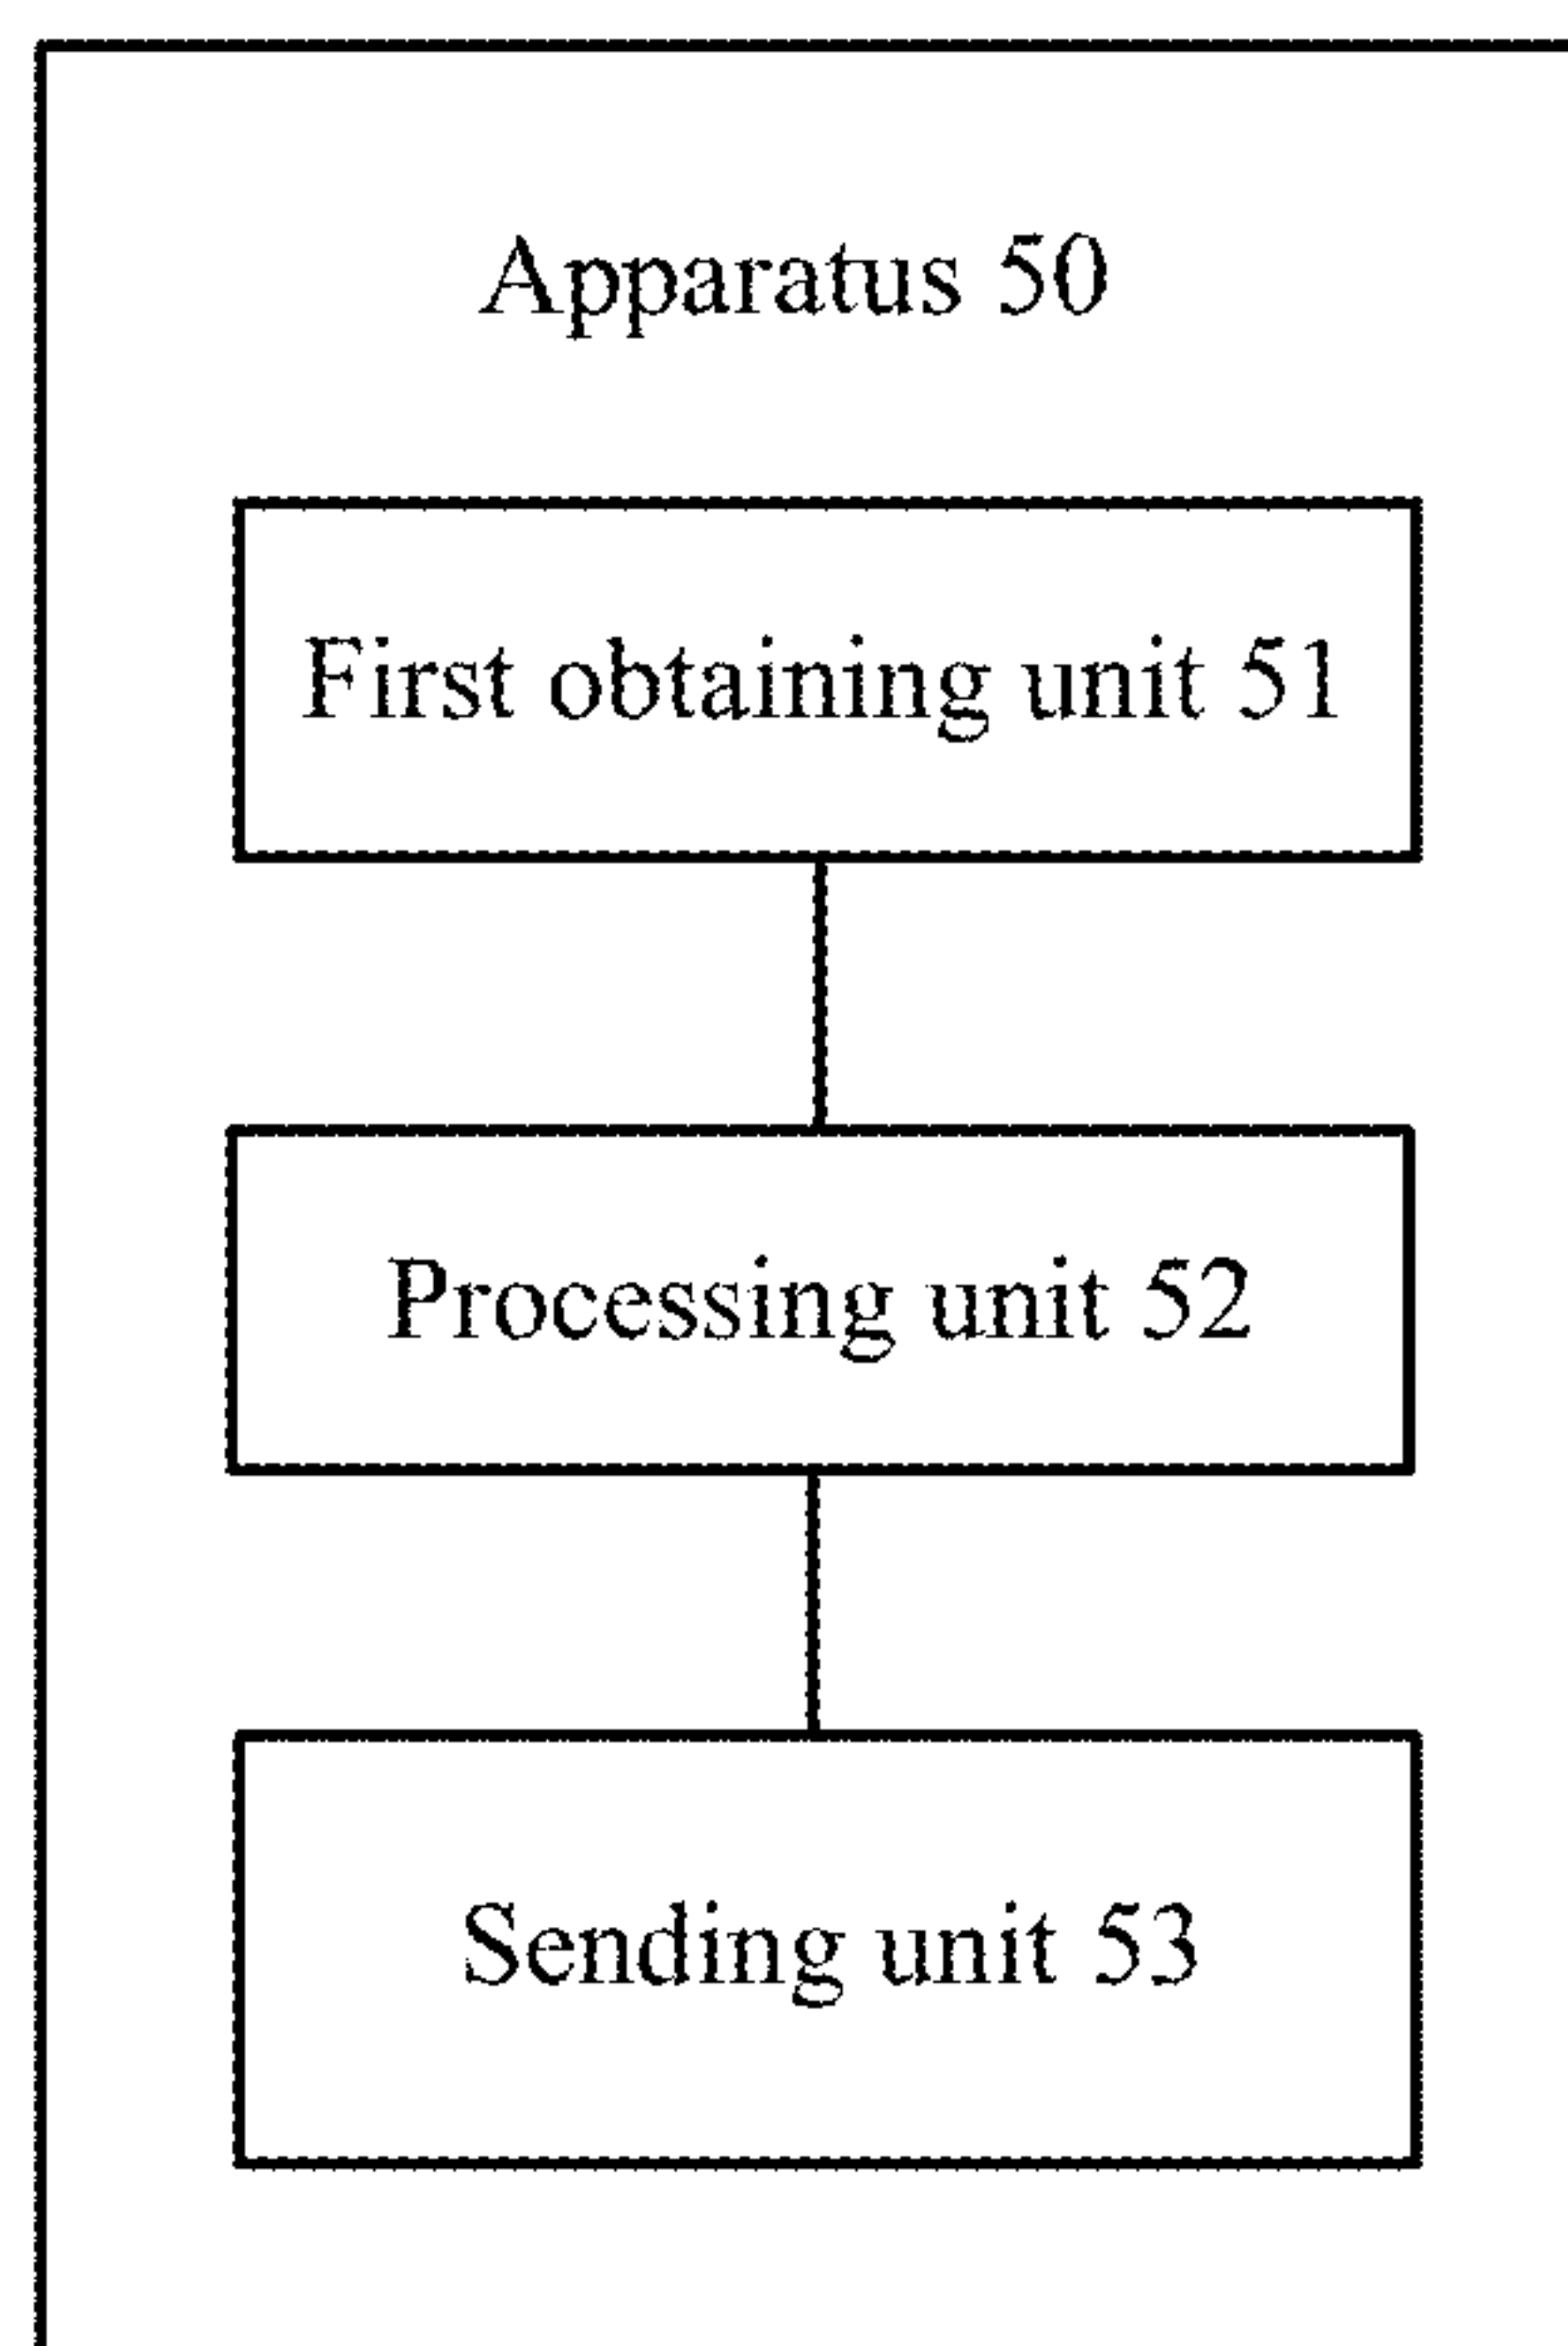 Apparatus 50
First obtaining unit 51
Processing unit 52
Sending unit 53